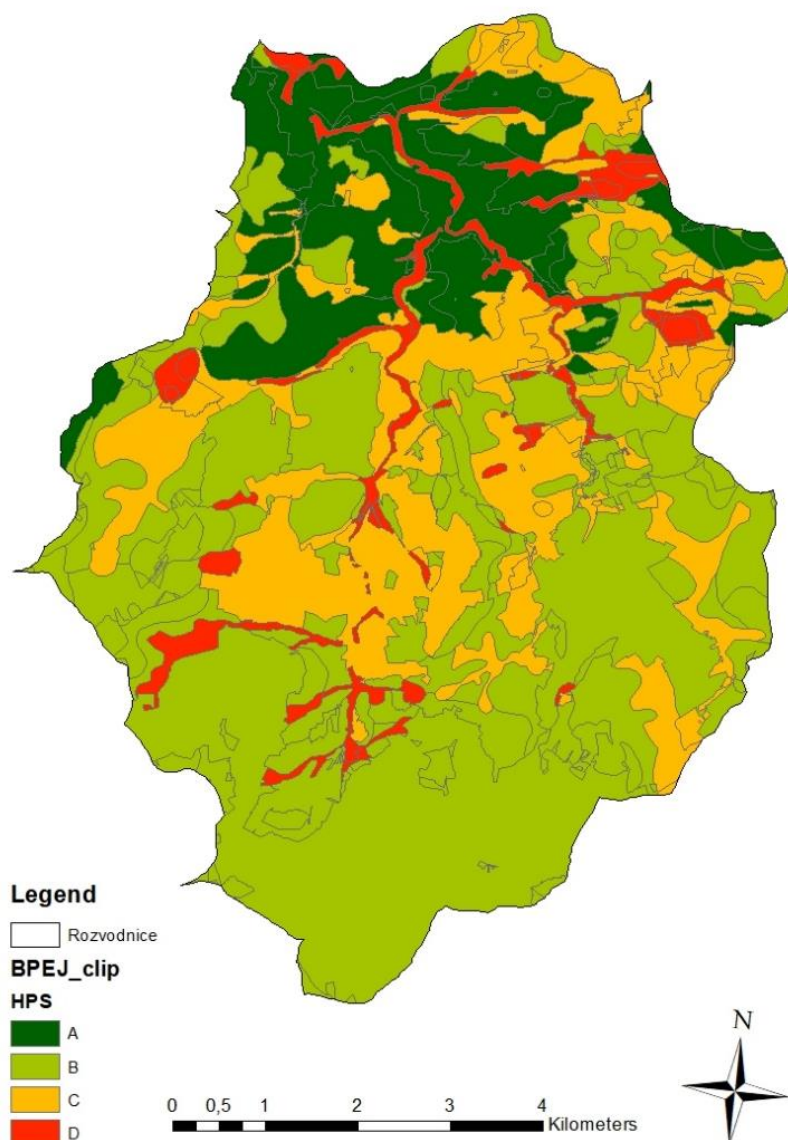 Legend
Rozvodnice
BPEJ_clip
HPS
A
B
C
D
0 0,5 1 2 3 4
Kilometers
N